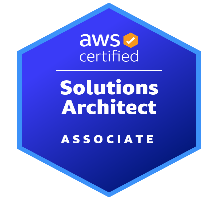 aws
certified
Solutions
Architect
ASSOCIATE